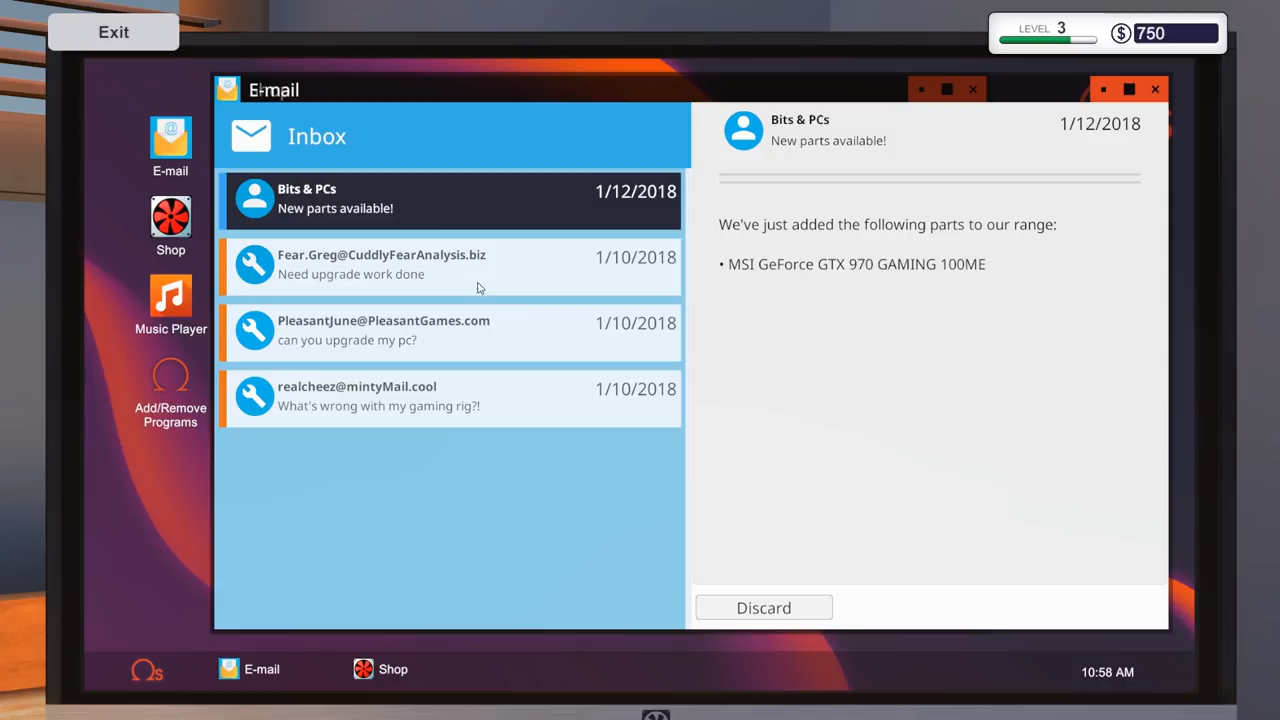 Exit
LEVEL 3
$ 750
E-mail
Inbox
Bits & PCs
1/12/2018
New parts available!
Fear.Greg@CuddlyFearAnalysis.biz
1/10/2018
Need upgrade work done
PleasantJune@PleasantGames.com
1/10/2018
can you upgrade my pc?
realcheez@mintyMail.cool
1/10/2018
What's wrong with my gaming rig?!
Bits & PCs
1/12/2018
New parts available!
We've just added the following parts to our range:
• MSI GeForce GTX 970 GAMING 100ME
Discard
E-mail
Shop
Music Player
Add/Remove
Programs
Ωs
E-mail
Shop
10:58 AM